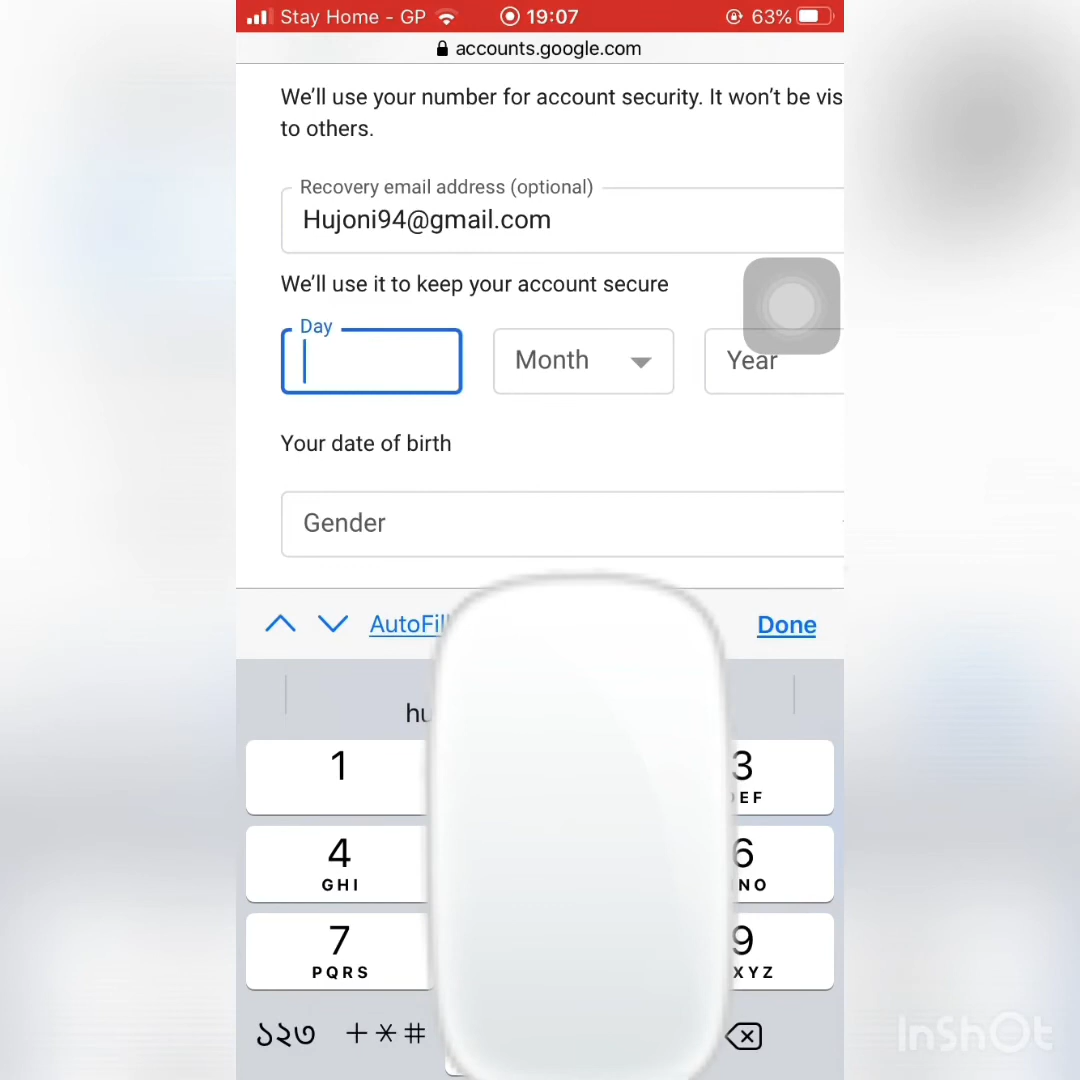 Stay Home - GP 19:07 63%
accounts.google.com
We'll use your number for account security. It won't be vis
to others.
Recovery email address (optional)
Hujoni94@gmail.com
We'll use it to keep your account secure
Day
Month
Year
Your date of birth
Gender
AutoFill
Done
hu
1
3
DEF
4
GHI
6
NO
7
PQRS
9
XYZ
১২৩ +*#
InShOt